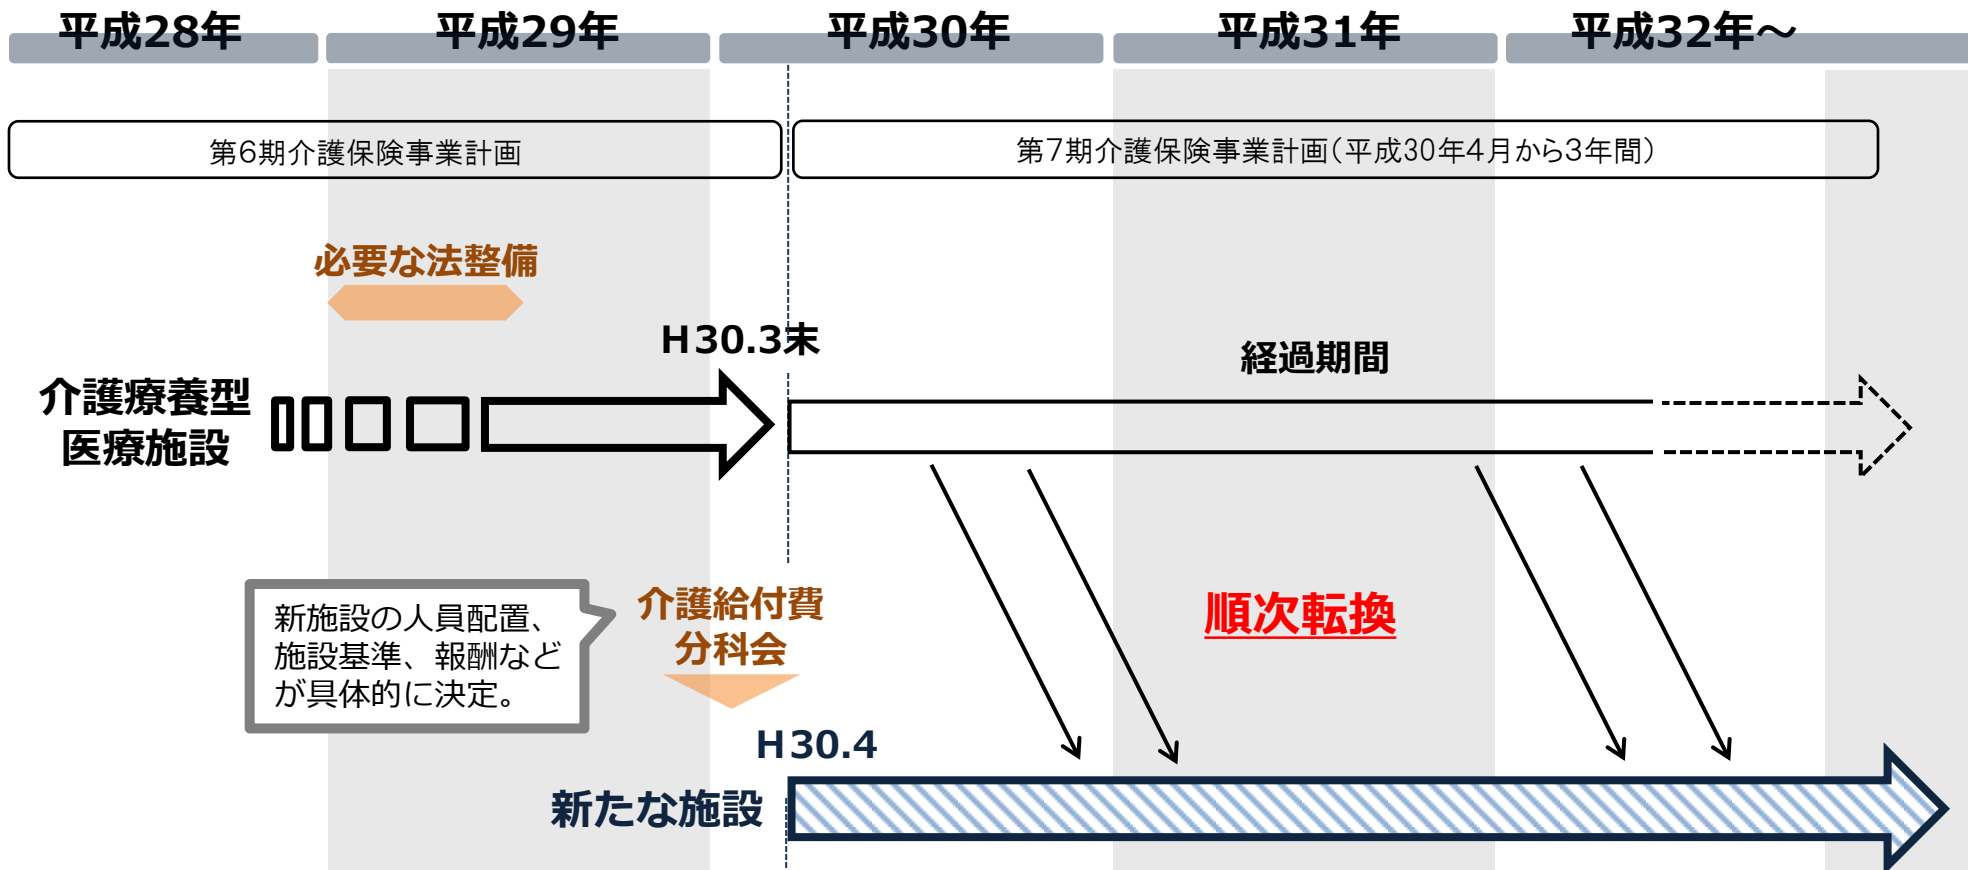 平成28年
平成29年
平成30年
平成31年
平成32年～
第6期介護保険事業計画
第7期介護保険事業計画（平成30年4月から3年間）
必要な法整備
H30.3末
経過期間
介護療養型
医療施設
新施設の人員配置、
施設基準、報酬など
が具体的に決定。
介護給付費
分科会
順次転換
H30.4
新たな施設